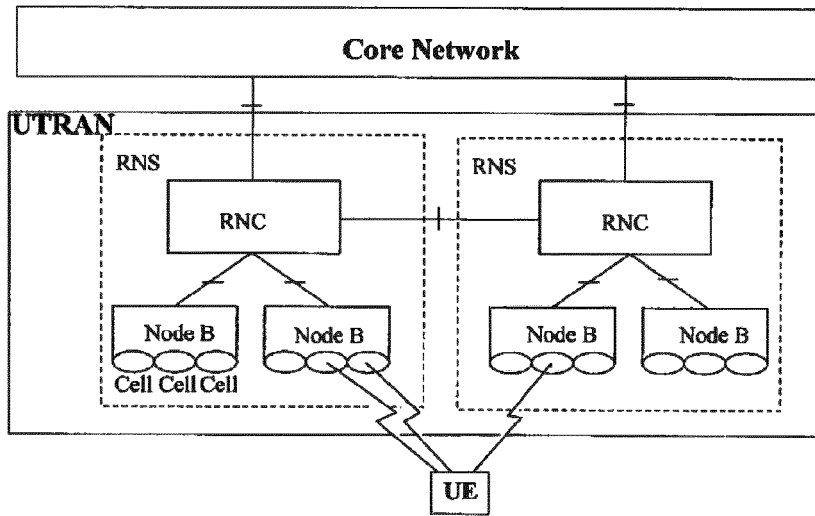 Core Network
UTRAN
RNS
RNS
RNC
RNC
Node B
Node B
Node B
Node B
Cell Cell Cell
UE